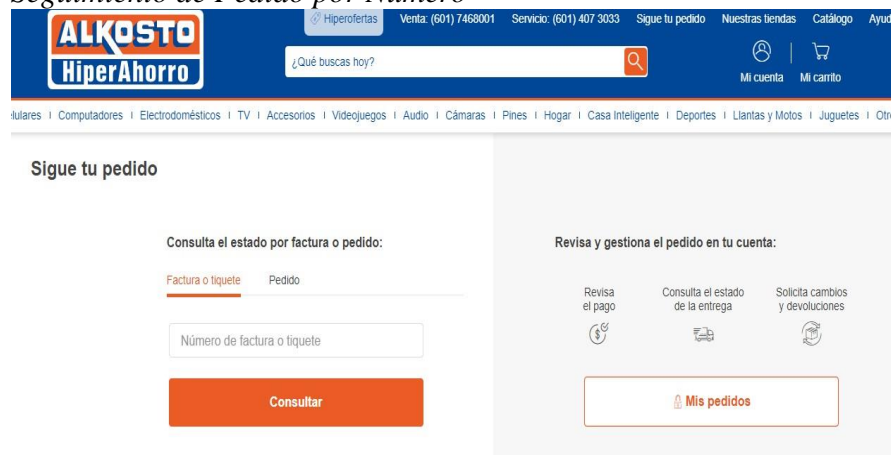 Seguimiento de Pedido por Número
ALKOSTO
HiperAhorro
Hiperofertas Venta: (601) 7468001 Servicio: (601) 407 3033 Sigue tu pedido Nuestras tiendas Catálogo Ayud
¿Qué buscas hoy?
Mi cuenta Mi carrito
lulares | Computadores | Electrodomésticos | TV | Accesorios | Videojuegos | Audio | Cámaras | Pines | Hogar | Casa Inteligente | Deportes | Llantas y Motos | Juguetes | Otr
Sigue tu pedido
Consulta el estado por factura o pedido:
Factura o tiquete Pedido
Número de factura o tiquete
Consultar
Revisa y gestiona el pedido en tu cuenta:
Revisa
el pago
Consulta el estado
de la entrega
Solicita cambios
y devoluciones
Mis pedidos